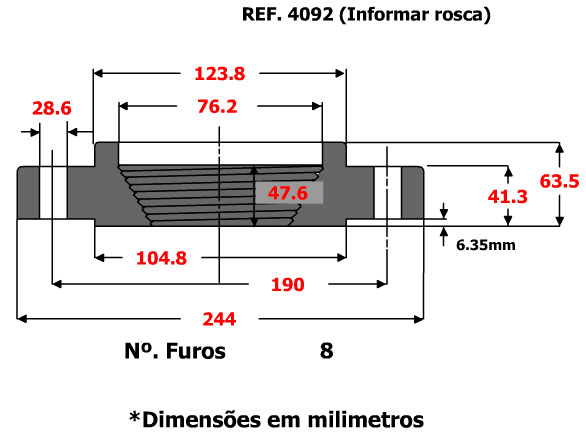 REF. 4092 (Informar rosca)
123.8
28.6
76.2
47.6
63.5
41.3
6.35mm
104.8
190
244
Nº. Furos 8
*Dimensões em milimetros